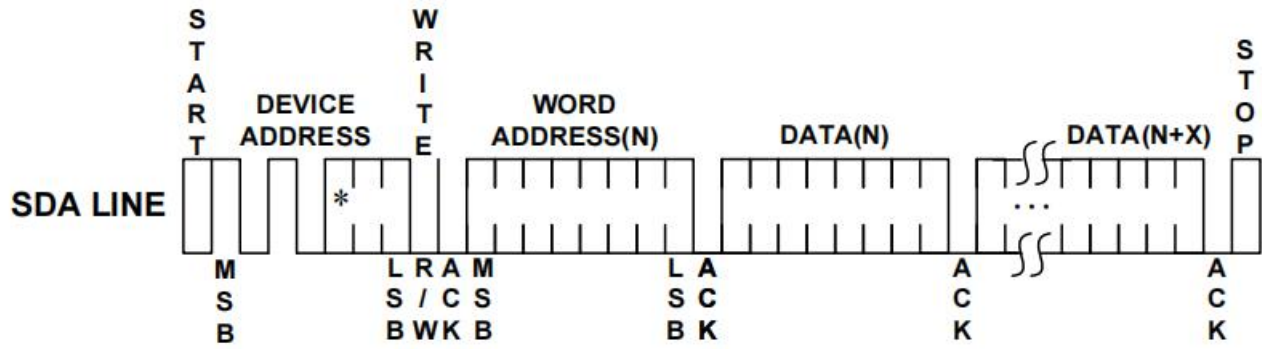 START
WRITE
STOP
DEVICE
ADDRESS
WORD
ADDRESS(N)
DATA(N)
DATA(N+X)
SDA LINE
*
...
MSB
LSB
R/W
ACK
MSB
LSB
ACK
ACK
ACK